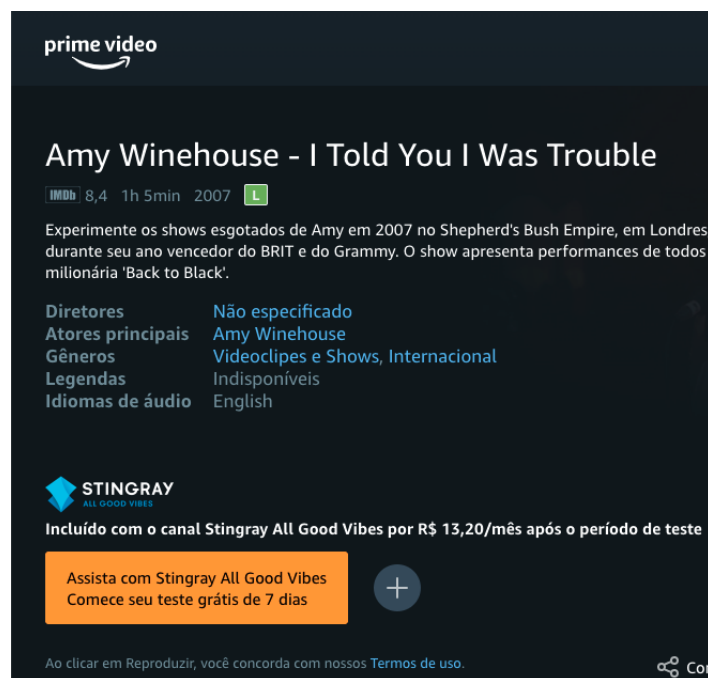 prime video
Amy Winehouse - I Told You I Was Trouble
IMDb 8,4 1h 5min 2007 L
Experimente os shows esgotados de Amy em 2007 no Shepherd's Bush Empire, em Londres
durante seu ano vencedor do BRIT e do Grammy. O show apresenta performances de todos
milionária 'Back to Black'.
Diretores Não especificado
Atores principais Amy Winehouse
Gêneros Videoclipes e Shows, Internacional
Legendas Indisponíveis
Idiomas de áudio English
STINGRAY
ALL GOOD VIBES
Incluído com o canal Stingray All Good Vibes por R$ 13,20/mês após o período de teste
Assista com Stingray All Good Vibes
Comece seu teste grátis de 7 dias
Ao clicar em Reproduzir, você concorda com nossos Termos de uso.